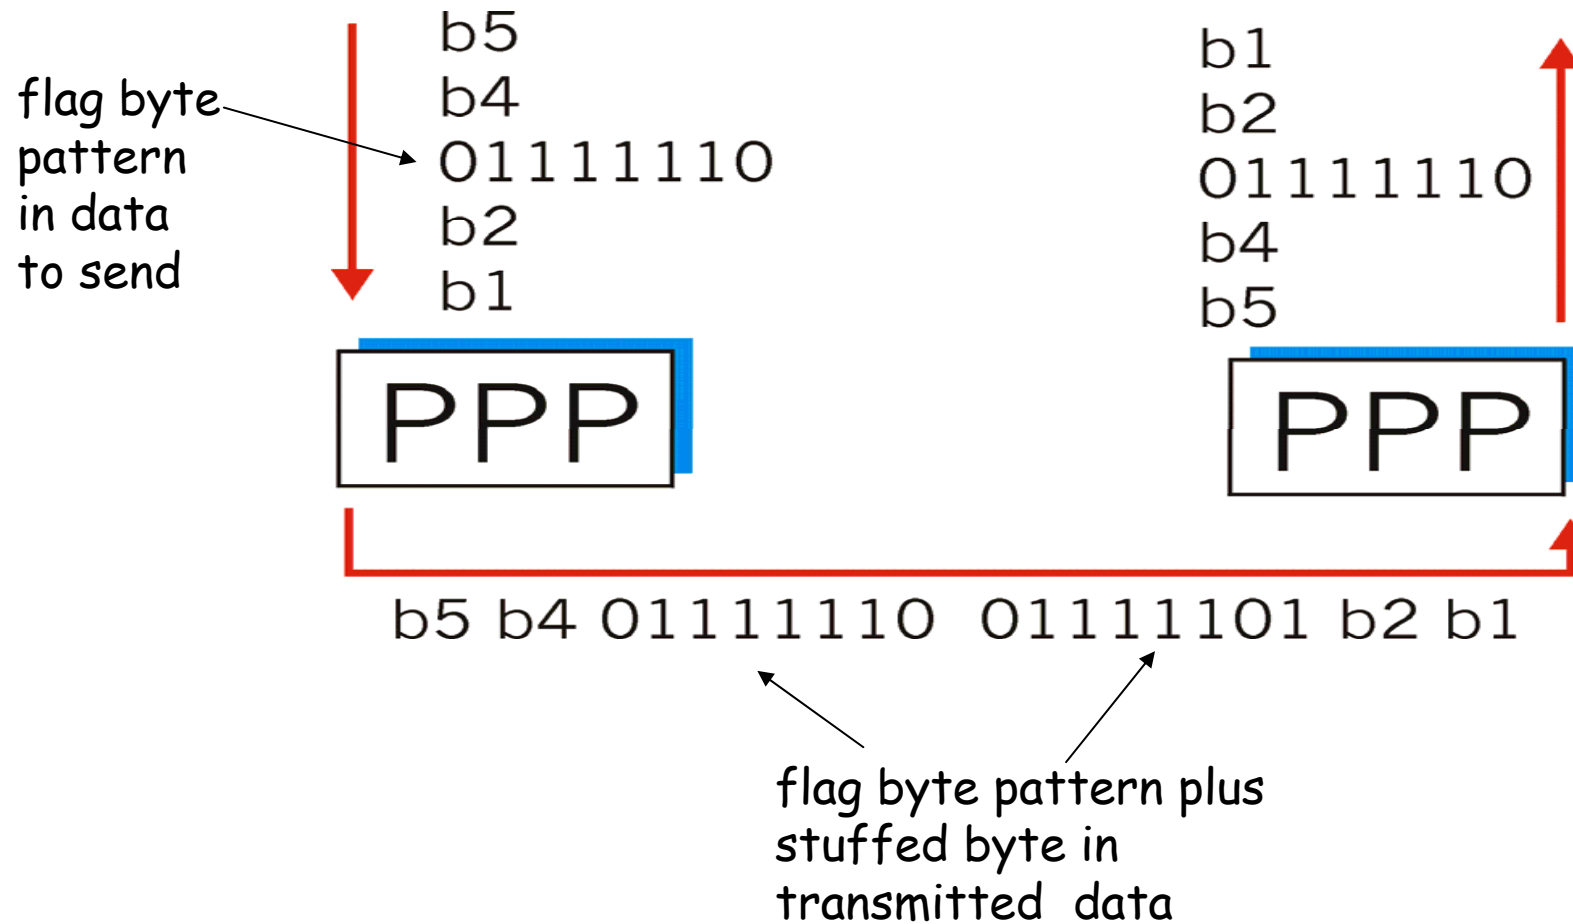 flag byte
pattern
in data
to send
b5
b4
01111110
b2
b1
PPP
b1
b2
01111110
b4
b5
PPP
b5 b4 01111110 01111101 b2 b1
flag byte pattern plus
stuffed byte in
transmitted data